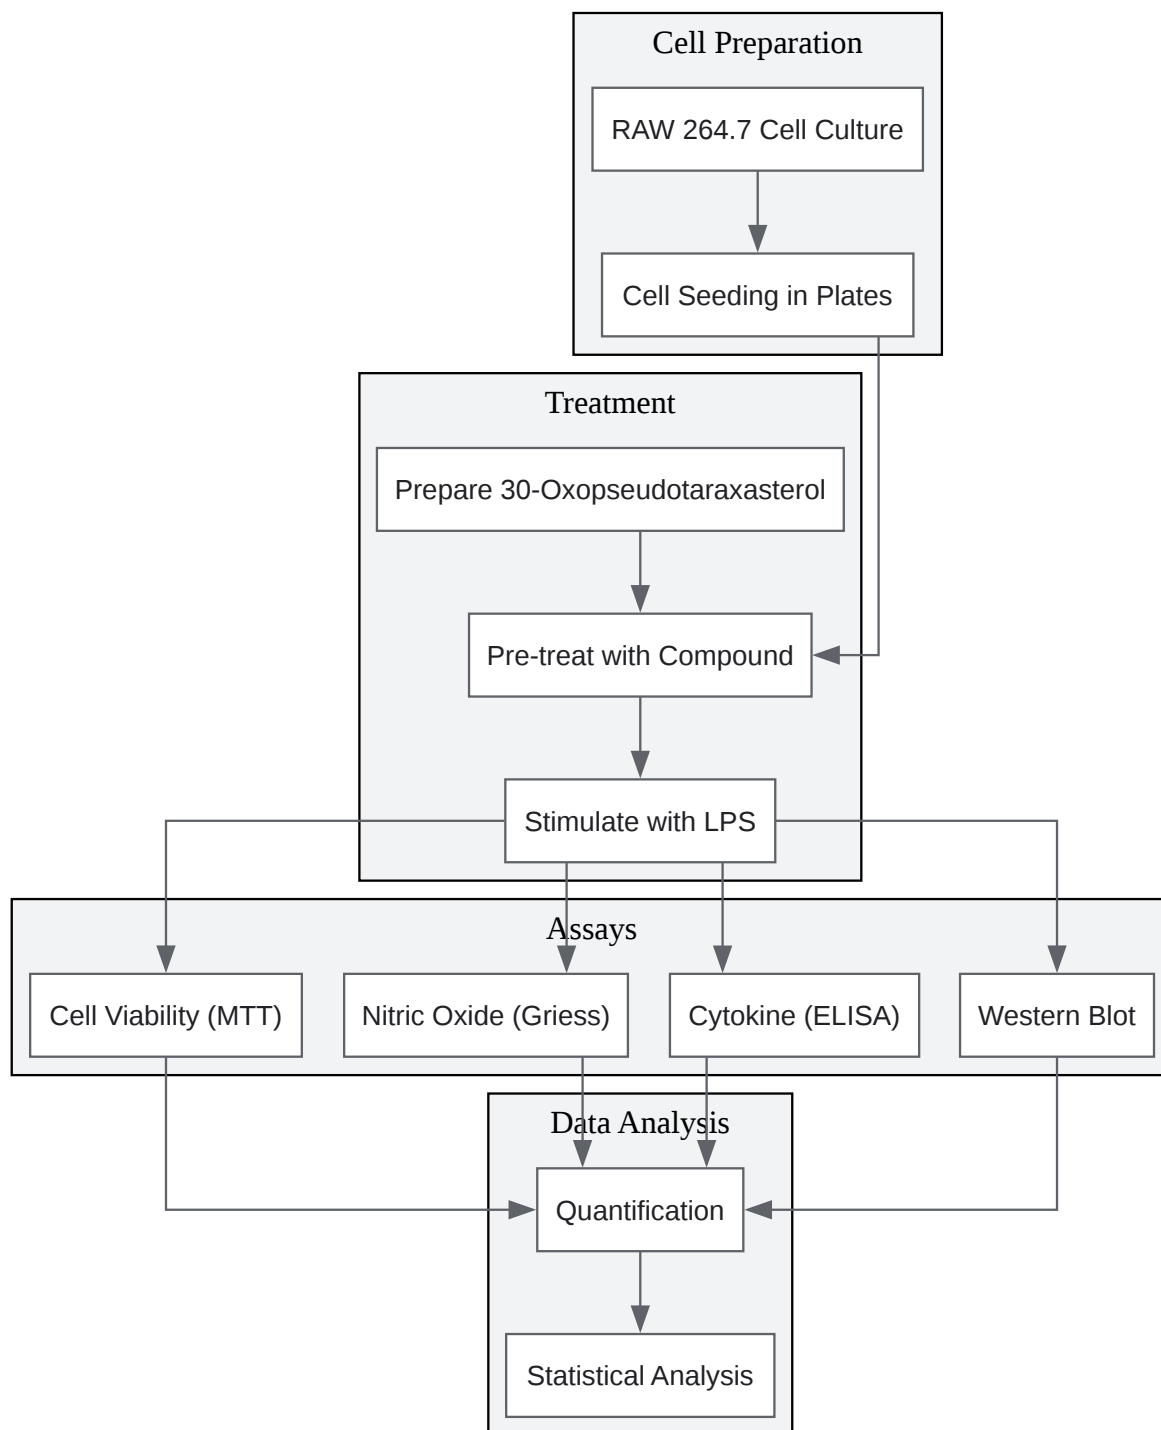 Cell Preparation
RAW 264.7 Cell Culture
Cell Seeding in Plates
Treatment
Prepare 30-Oxopseudotaraxasterol
Pre-treat with Compound
Stimulate with LPS
Assays
Cell Viability (MTT)
Nitric Oxide (Griess)
Cytokine (ELISA)
Western Blot
Data Analysis
Quantification
Statistical Analysis